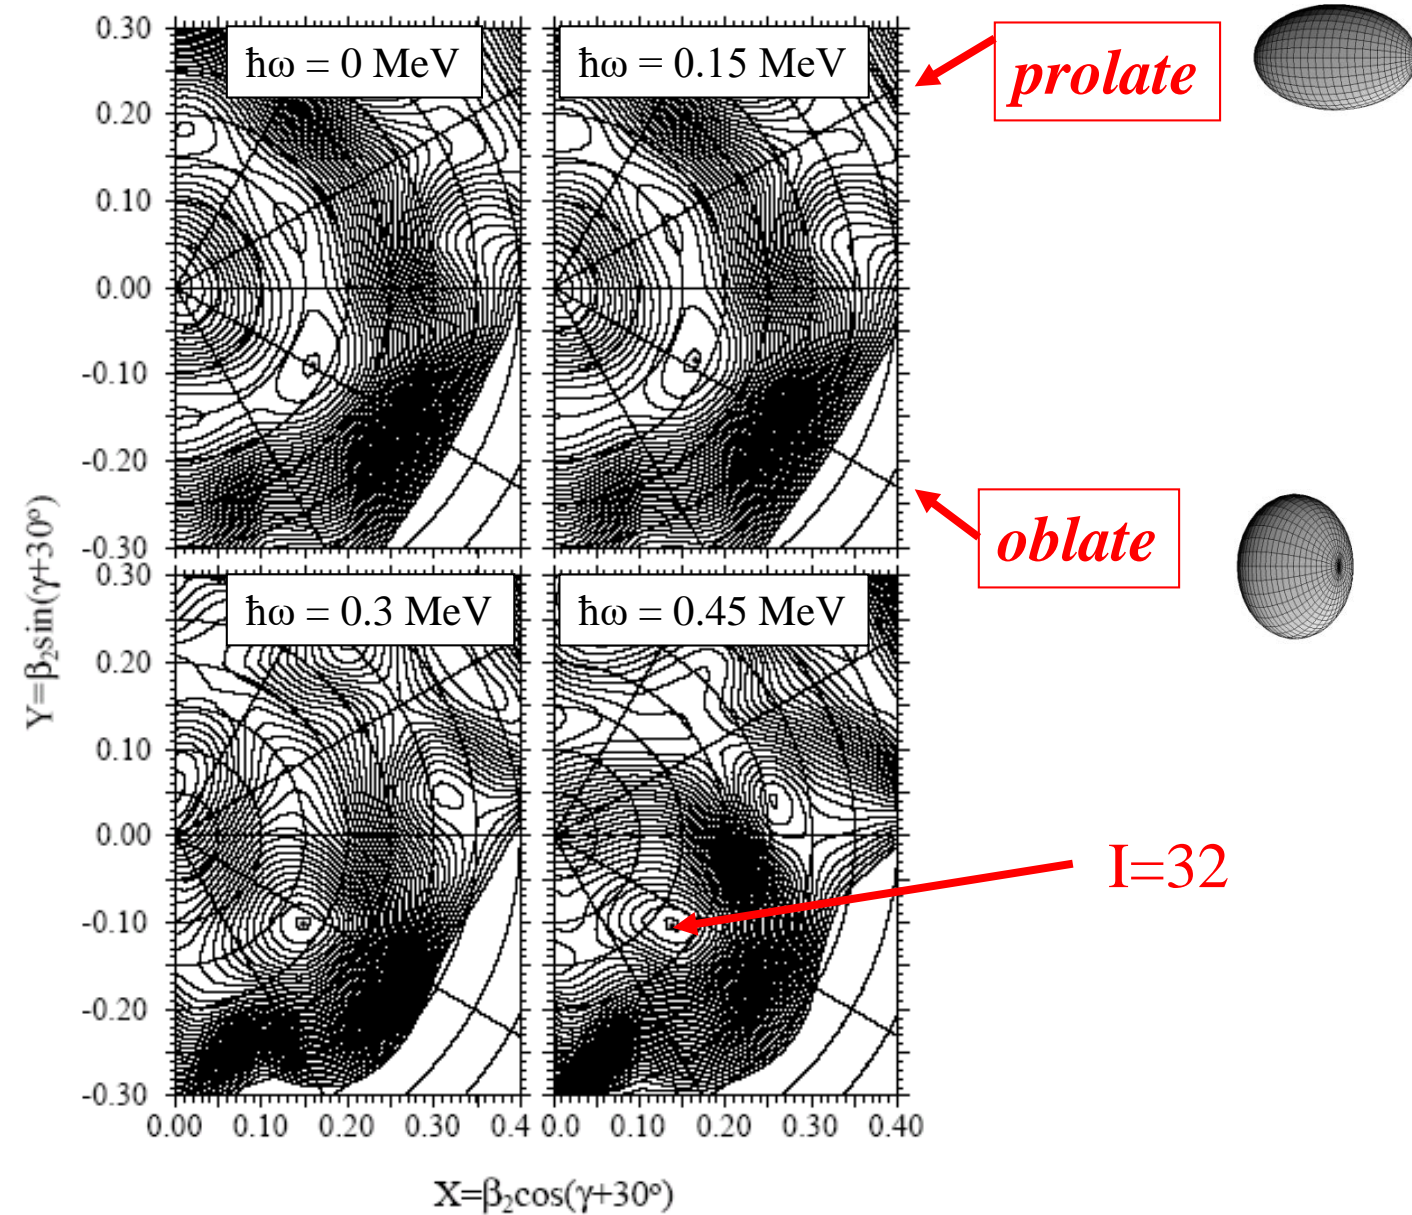 0.30
ħω = 0 MeV
ħω = 0.15 MeV
prolate
0.20
0.10
0.00
-0.10
-0.20
-0.30
oblate
0.30
ħω = 0.3 MeV
ħω = 0.45 MeV
0.20
0.10
0.00
I=32
-0.10
-0.20
-0.30
Y=β₂sin(γ+30º)
0.00 0.10 0.20 0.30 0.4 0.0 0.10 0.20 0.30 0.40
X=β₂cos(γ+30º)